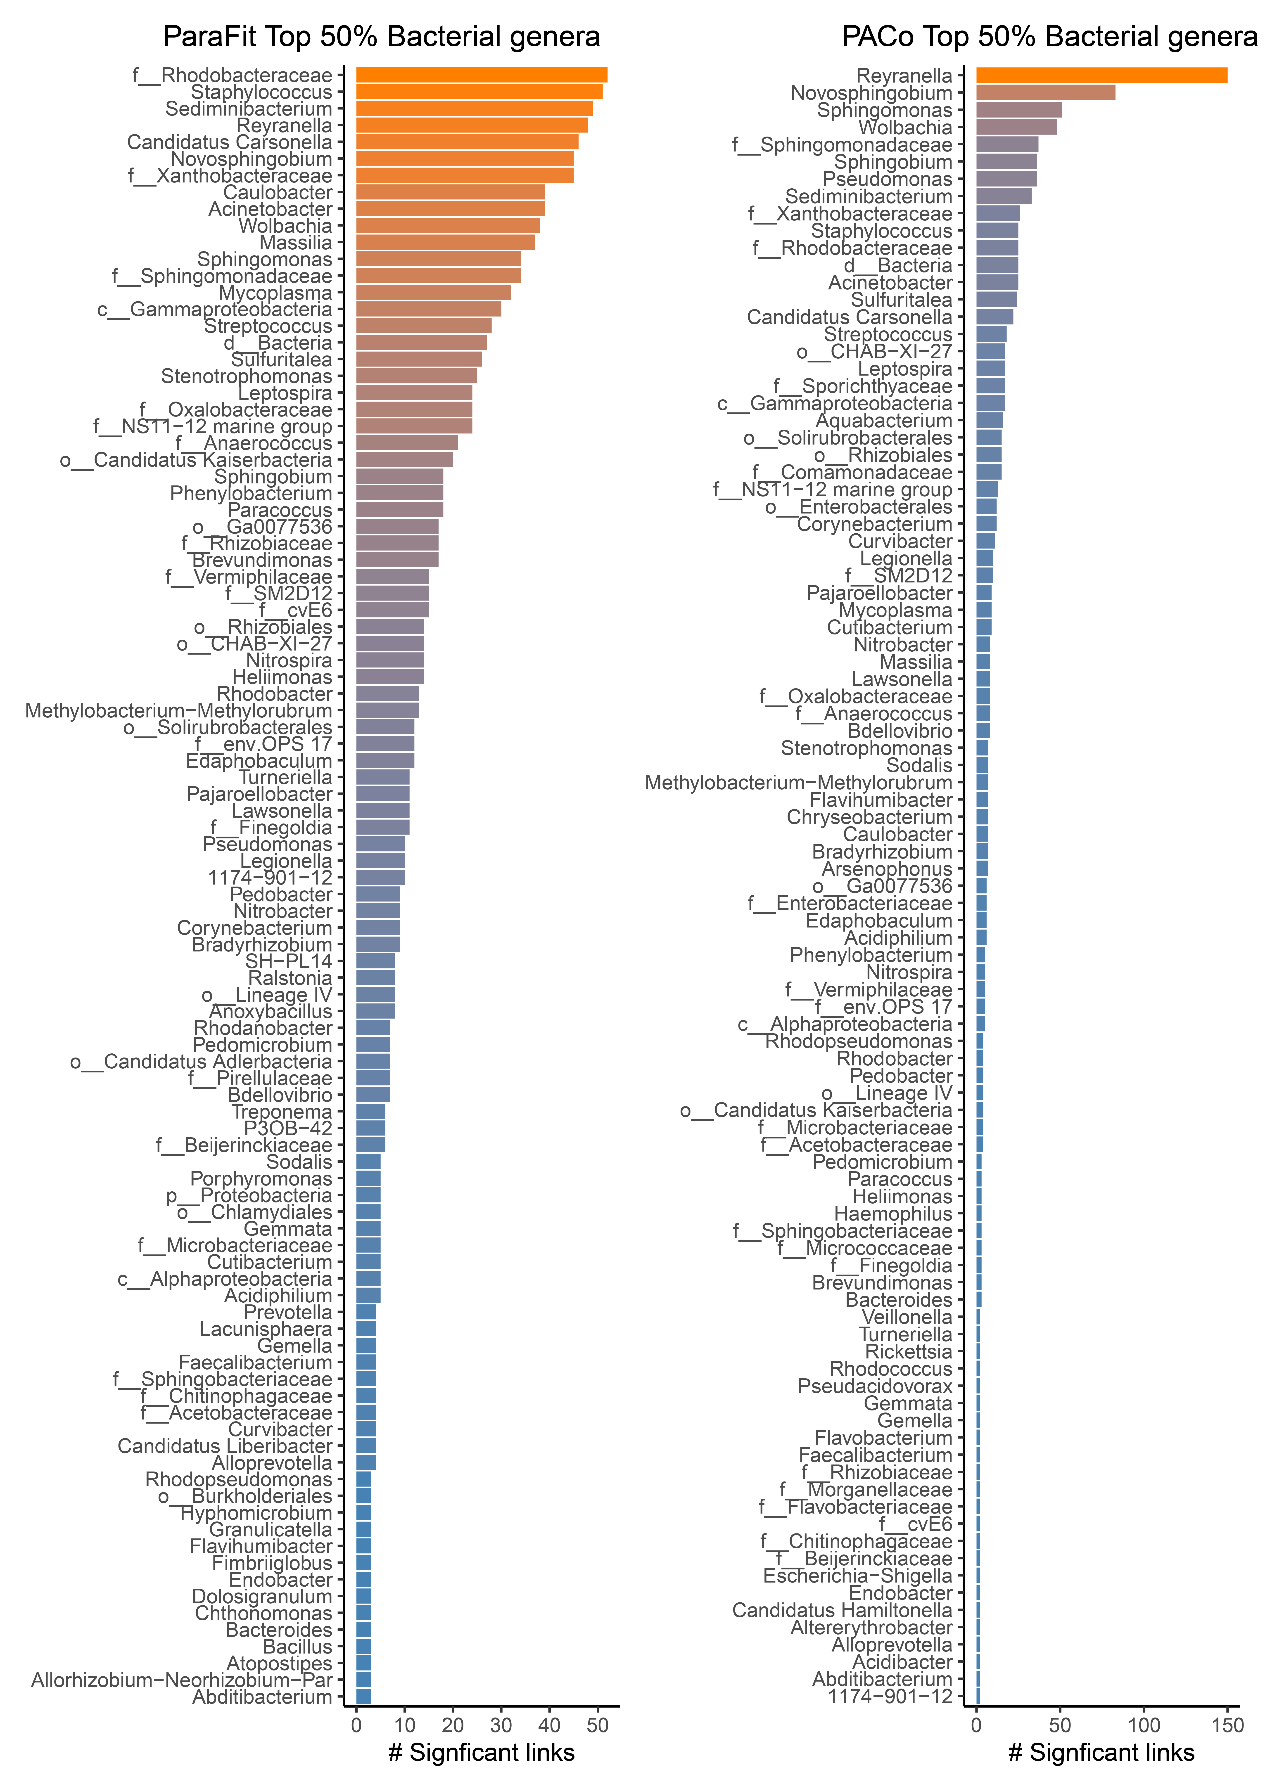 ParaFit Top 50% Bacterial genera
f__Rhodobacteraceae
Staphylococcus
Sediminibacterium
Reyranella
Candidatus Carsonella
Novosphingobium
f__Xanthobacteraceae
Caulobacter
Acinetobacter
Wolbachia
Massilia
Sphingomonas
f__Sphingomonadaceae
Mycoplasma
c__Gammaproteobacteria
Streptococcus
d__Bacteria
Sulfuritalea
Stenotrophomonas
Leptospira
f__Oxalobacteraceae
f__NS11−12 marine group
f__Anaerococcus
o__Candidatus Kaiserbacteria
Sphingobium
Phenylobacterium
Paracoccus
o__Ga0077536
f__Rhizobiaceae
Brevundimonas
f__Vermiphilaceae
f__SM2D12
f__cvE6
o__Rhizobiales
o__CHAB−XI−27
Nitrospira
Heliimonas
Rhodobacter
Methylobacterium−Methylorubrum
o__Solirubrobacterales
f__env.OPS 17
Edaphobaculum
Turneriella
Pajaroellobacter
Lawsonella
f__Finegoldia
Pseudomonas
Legionella
1174−901−12
Pedobacter
Nitrobacter
Corynebacterium
Bradyrhizobium
SH−PL14
Ralstonia
o__Lineage IV
Anoxybacillus
Rhodanobacter
Pedomicrobium
o__Candidatus Adlerbacteria
f__Pirellulaceae
Bdellovibrio
Treponema
P3OB−42
f__Beijerinckiaceae
Sodalis
Porphyromonas
p__Proteobacteria
o__Chlamydiales
Gemmata
f__Microbacteriaceae
Cutibacterium
c__Alphaproteobacteria
Acidiphilium
Prevotella
Lacunisphaera
Gemella
Faecalibacterium
f__Sphingobacteriaceae
f__Chitinophagaceae
f__Acetobacteraceae
Curvibacter
Candidatus Liberibacter
Alloprevotella
Rhodopseudomonas
o__Burkholderiales
Hyphomicrobium
Granulicatella
Flavihumibacter
Fimbriiglobus
Endobacter
Dolosigranulum
Chthonomonas
Bacteroides
Bacillus
Atopostipes
Allorhizobium−Neorhizobium−Par
Abditibacterium
0 10 20 30 40 50
# Signficant links
PACo Top 50% Bacterial genera
Reyranella
Novosphingobium
Sphingomonas
Wolbachia
f__Sphingomonadaceae
Sphingobium
Pseudomonas
Sediminibacterium
f__Xanthobacteraceae
Staphylococcus
f__Rhodobacteraceae
d__Bacteria
Acinetobacter
Sulfuritalea
Candidatus Carsonella
Streptococcus
o__CHAB−XI−27
Leptospira
f__Sporichthyaceae
c__Gammaproteobacteria
Aquabacterium
o__Solirubrobacterales
o__Rhizobiales
f__Comamonadaceae
f__NS11−12 marine group
o__Enterobacterales
Corynebacterium
Curvibacter
Legionella
f__SM2D12
Pajaroellobacter
Mycoplasma
Cutibacterium
Nitrobacter
Massilia
Lawsonella
f__Oxalobacteraceae
f__Anaerococcus
Bdellovibrio
Stenotrophomonas
Sodalis
Methylobacterium−Methylorubrum
Flavihumibacter
Chryseobacterium
Caulobacter
Bradyrhizobium
Arsenophonus
o__Ga0077536
f__Enterobacteriaceae
Edaphobaculum
Acidiphilium
Phenylobacterium
Nitrospira
f__Vermiphilaceae
f__env.OPS 17
c__Alphaproteobacteria
Rhodopseudomonas
Rhodobacter
Pedobacter
o__Lineage IV
o__Candidatus Kaiserbacteria
f__Microbacteriaceae
f__Acetobacteraceae
Pedomicrobium
Paracoccus
Heliimonas
Haemophilus
f__Sphingobacteriaceae
f__Micrococcaceae
f__Finegoldia
Brevundimonas
Bacteroides
Veillonella
Turneriella
Rickettsia
Rhodococcus
Pseudacidovorax
Gemmata
Gemella
Flavobacterium
Faecalibacterium
f__Rhizobiaceae
f__Morganellaceae
f__Flavobacteriaceae
f__cvE6
f__Chitinophagaceae
f__Beijerinckiaceae
Escherichia−Shigella
Endobacter
Candidatus Hamiltonella
Altererythrobacter
Alloprevotella
Acidibacter
Abditibacterium
1174−901−12
0 50 100 150
# Signficant links